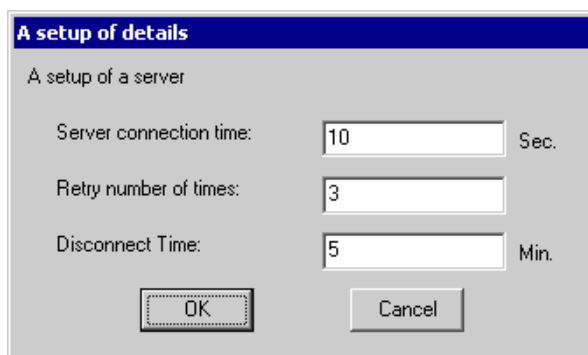 A setup of details
A setup of a server
Server connection time: 10 Sec.
Retry number of times: 3
Disconnect Time: 5 Min.
OK Cancel